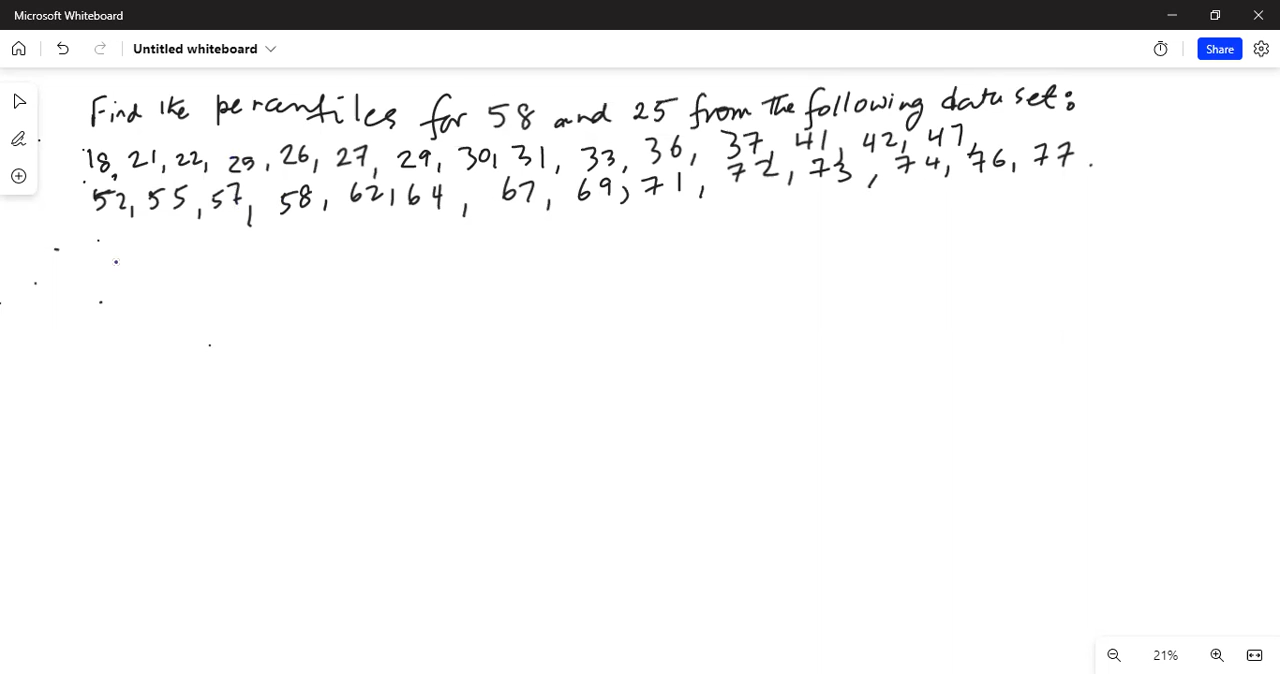 Microsoft Whiteboard
Untitled whiteboard
Share
Find the percentiles for 58 and 25 from the following data set:
18, 21, 22, 25, 26, 27, 29, 30, 31, 33, 36, 37, 41, 42, 47,
52, 55, 57, 58, 62, 64, 67, 69, 71, 72, 73, 74, 76, 77.
21%